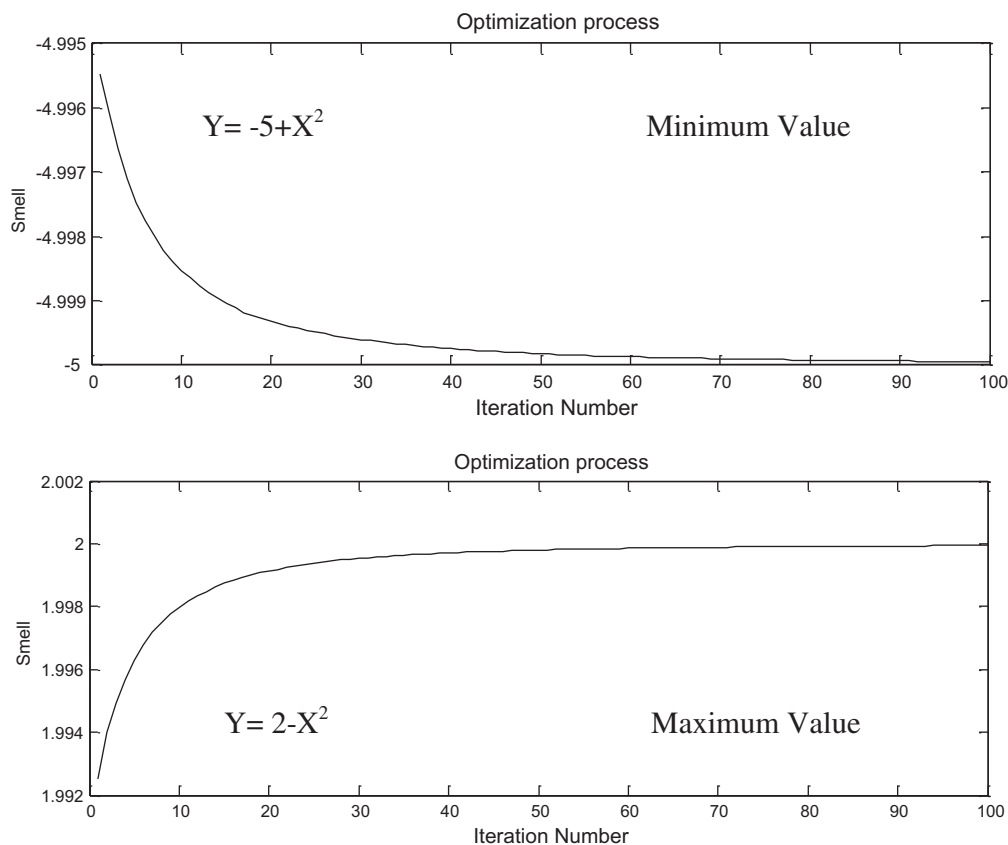 Optimization process
-4.995
-4.996
-4.997
-4.998
-4.999
-5
Smell
Y= -5+X²
Minimum Value
0 10 20 30 40 50 60 70 80 90 100
Iteration Number
Optimization process
2.002
2
1.998
1.996
1.994
1.992
Smell
Y= 2-X²
Maximum Value
0 10 20 30 40 50 60 70 80 90 100
Iteration Number